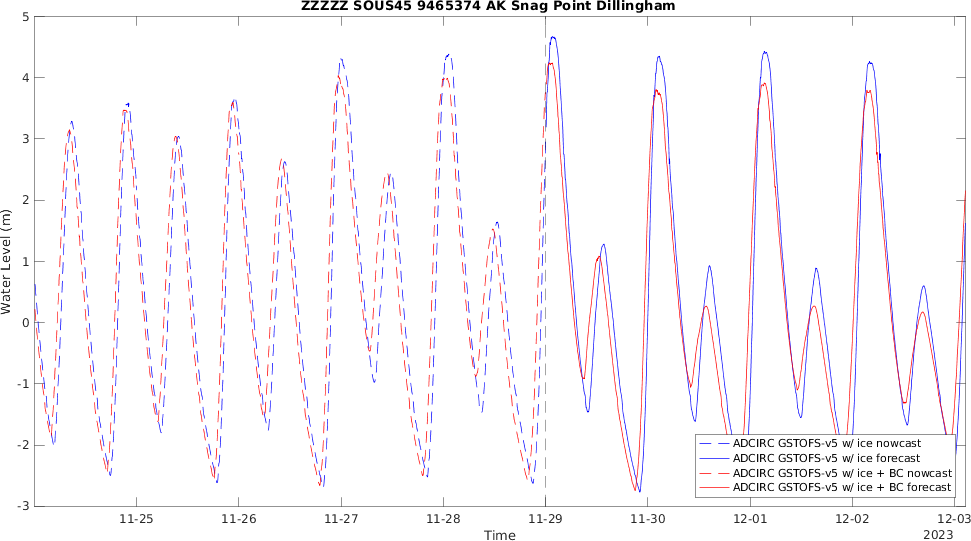 ZZZZZ SOUS45 9465374 AK Snag Point Dillingham
5
4
3
2
1
0
-1
-2
-3
Water Level (m)
ADCIRC GSTOFS-v5 w/ ice nowcast
ADCIRC GSTOFS-v5 w/ ice forecast
ADCIRC GSTOFS-v5 w/ ice + BC nowcast
ADCIRC GSTOFS-v5 w/ ice + BC forecast
11-25 11-26 11-27 11-28 11-29 11-30 12-01 12-02 12-03
Time
2023